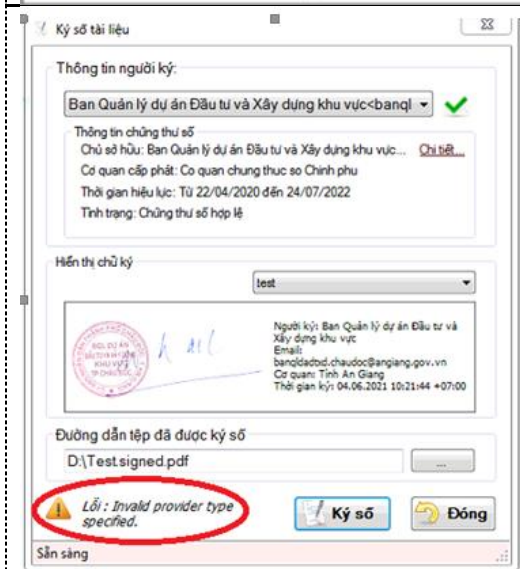 Ký số tài liệu
Thông tin người ký:
Ban Quản lý dự án Đầu tư và Xây dựng khu vực<banql
Thông tin chứng thư số
Chủ sở hữu: Ban Quản lý dự án Đầu tư và Xây dựng khu vực... Chi tiết...
Cơ quan cấp phát: Co quan chung thuc so Chinh phu
Thời gian hiệu lực: Từ 22/04/2020 đến 24/07/2022
Tình trạng: Chứng thư số hợp lệ
Hiển thị chữ ký
test
Người ký: Ban Quản lý dự án Đầu tư và
Xây dựng khu vực
Email:
banqldadtxd.chaudoc@angiang.gov.vn
Cơ quan: Tỉnh An Giang
Thời gian ký: 04.06.2021 10:21:44 +07:00
Đường dẫn tệp đã được ký số
D:\Test.signed.pdf
...
Lỗi : Invalid provider type
specified.
Ký số
Đóng
Sẵn sàng